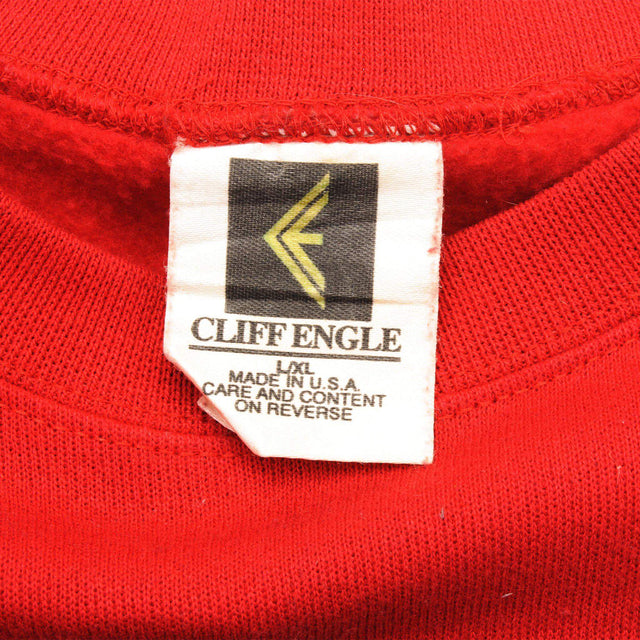 CLIFF ENGLE
L/XL
MADE IN U.S.A.
CARE AND CONTENT
ON REVERSE